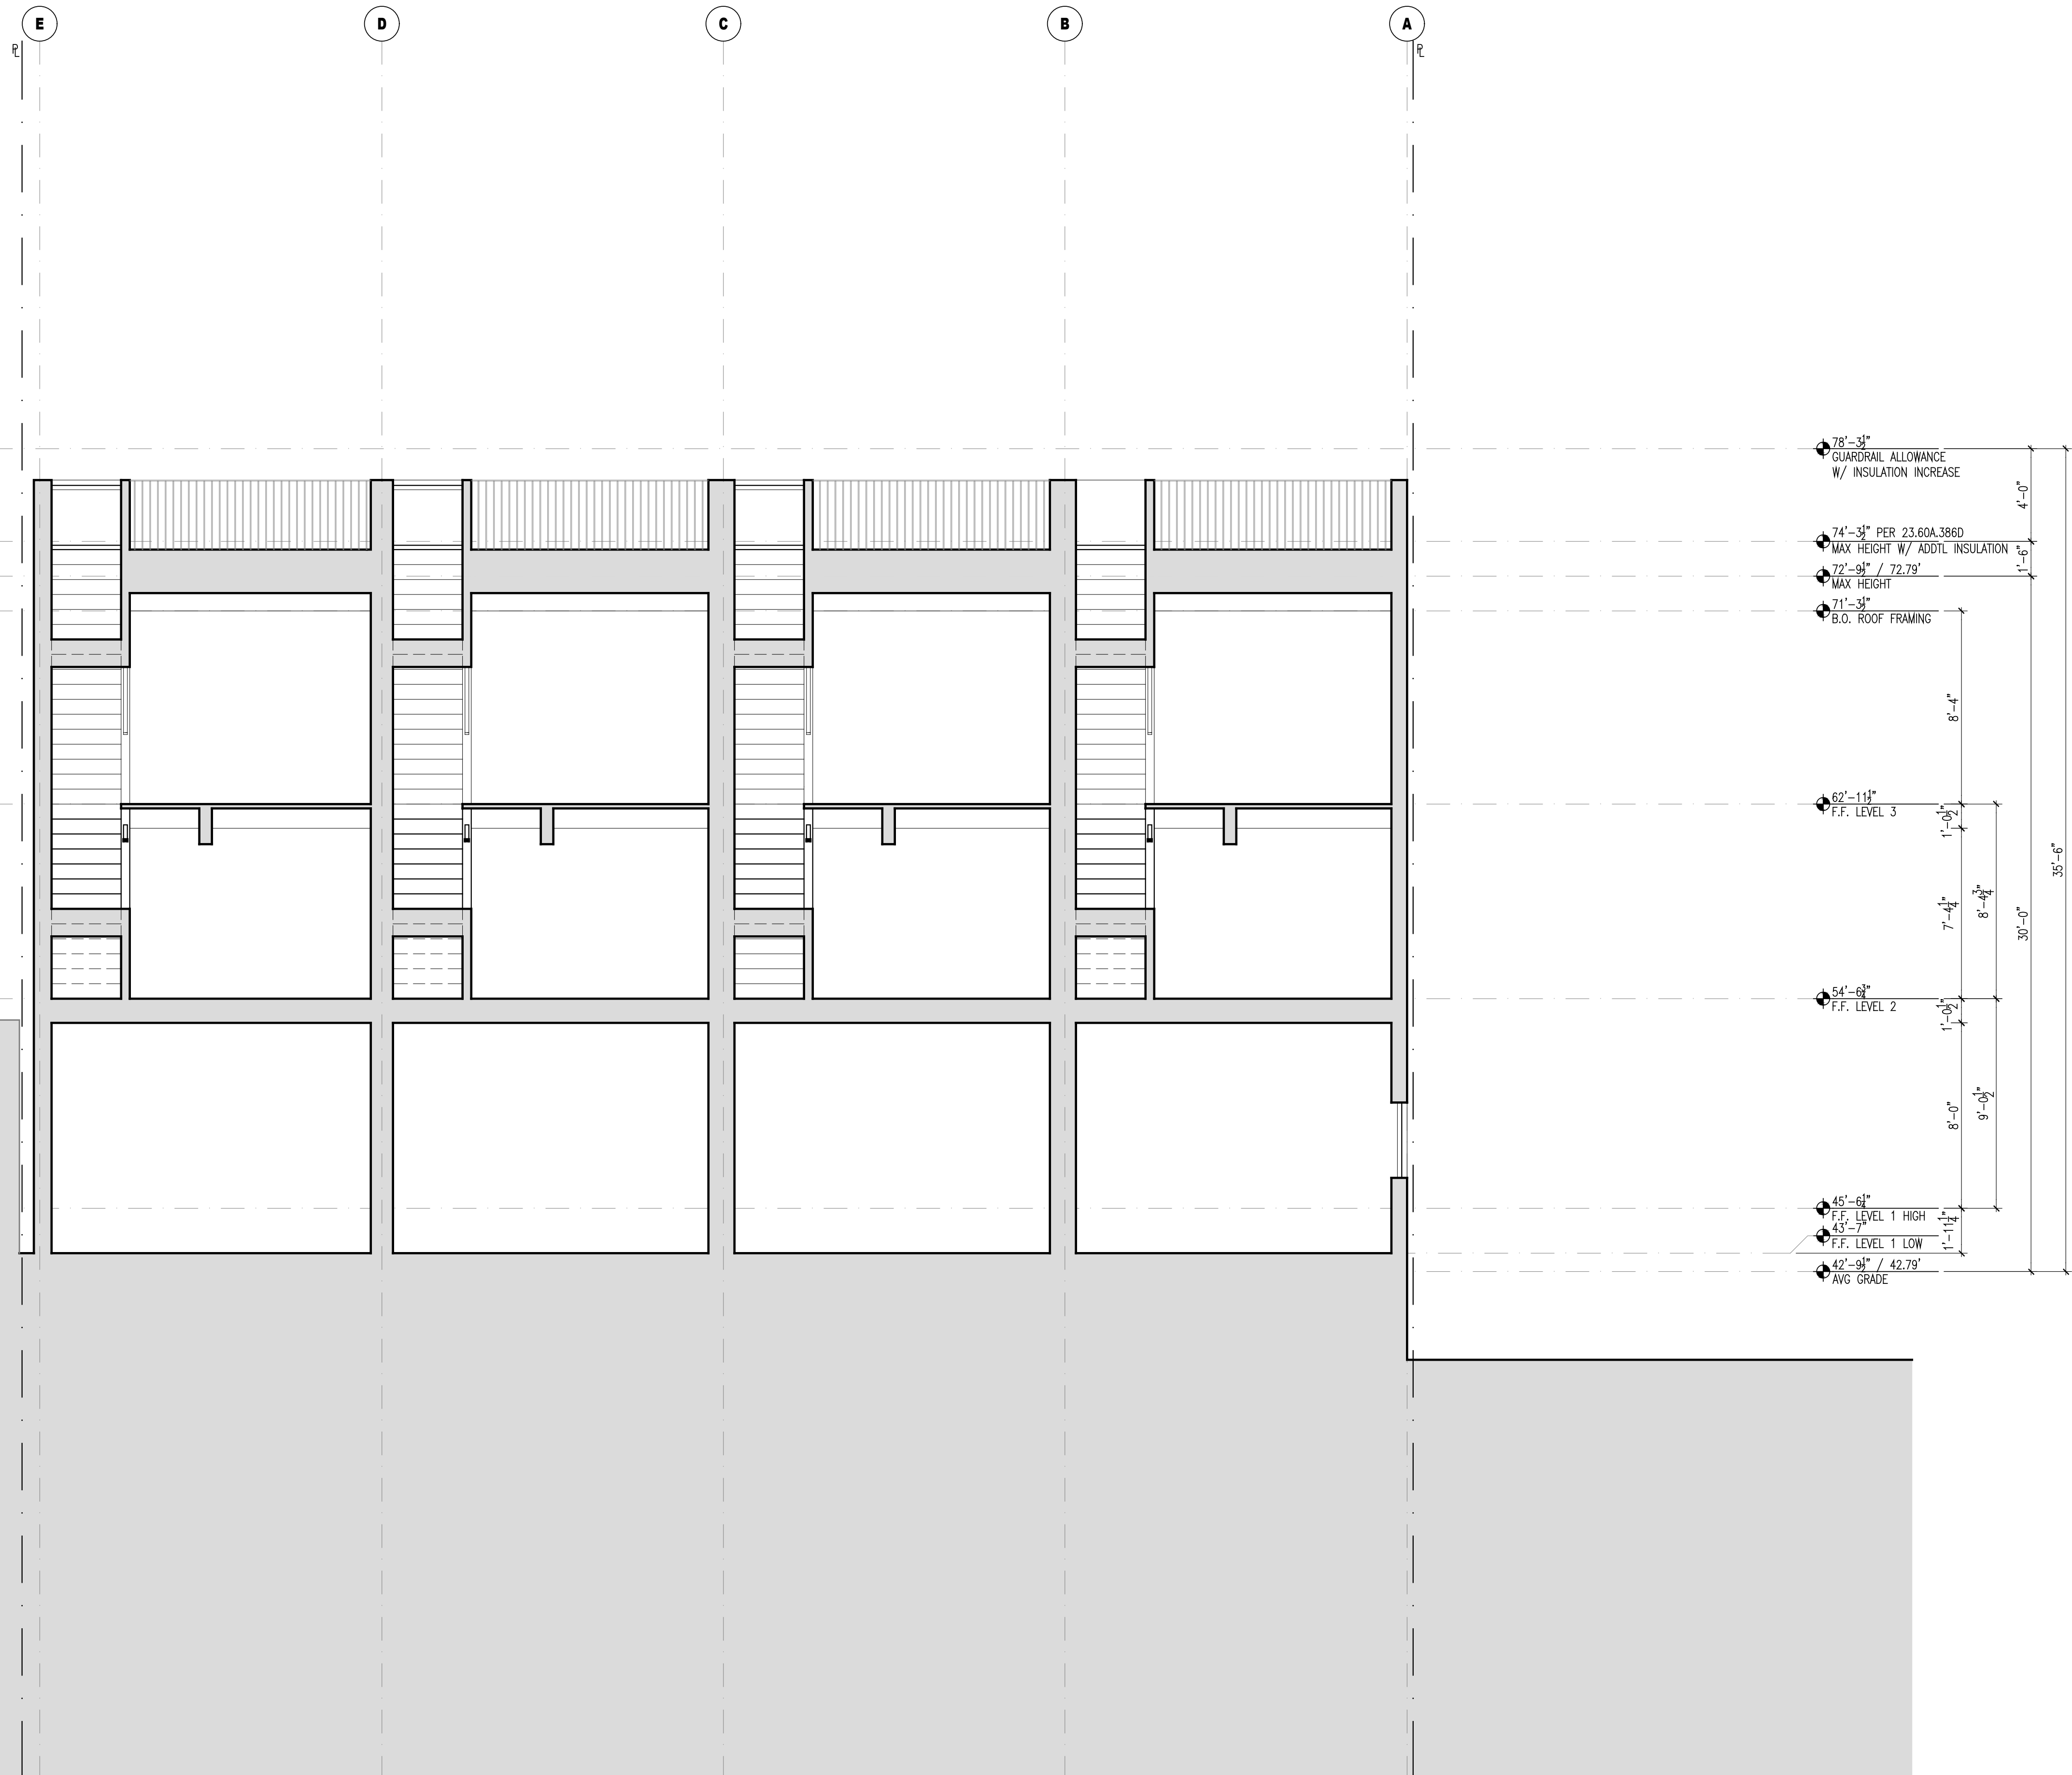 E D C B A
PL PL
78'-3½"
GUARDRAIL ALLOWANCE
W/ INSULATION INCREASE
4'-0"
74'-3½" PER 23.60A.386D
MAX HEIGHT W/ ADDTL INSULATION
1'-6"
72'-9½" / 72.79'
MAX HEIGHT
71'-3½"
B.O. ROOF FRAMING
8'-4"
62'-11½"
F.F. LEVEL 3
1'-0½"
35'-6"
7'-4¼"
8'-4¾"
30'-0"
54'-6¾"
F.F. LEVEL 2
1'-0½"
8'-0"
9'-0½"
45'-6¼"
F.F. LEVEL 1 HIGH
1'-11¼"
43'-7"
F.F. LEVEL 1 LOW
42'-9½" / 42.79'
AVG GRADE